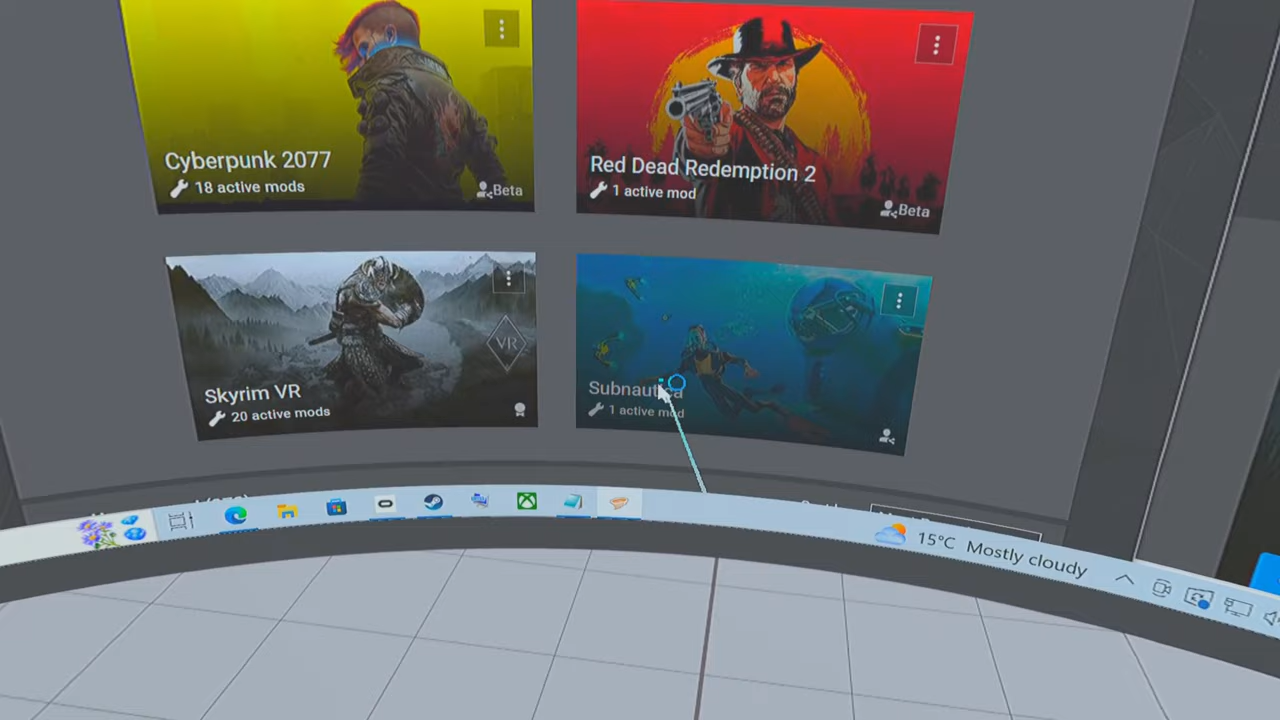 Cyberpunk 2077
18 active mods
Beta
Red Dead Redemption 2
1 active mod
Beta
Skyrim VR
20 active mods
VR
Subnautica
1 active mod
15°C Mostly cloudy